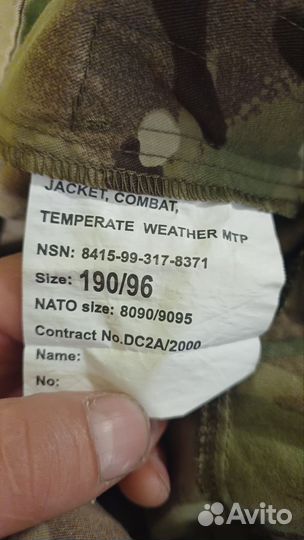 JACKET, COMBAT,
TEMPERATE WEATHER MTP
NSN: 8415-99-317-8371
Size: 190/96
NATO size: 8090/9095
Contract No.DC2A/2000
Name:
No:
Avito